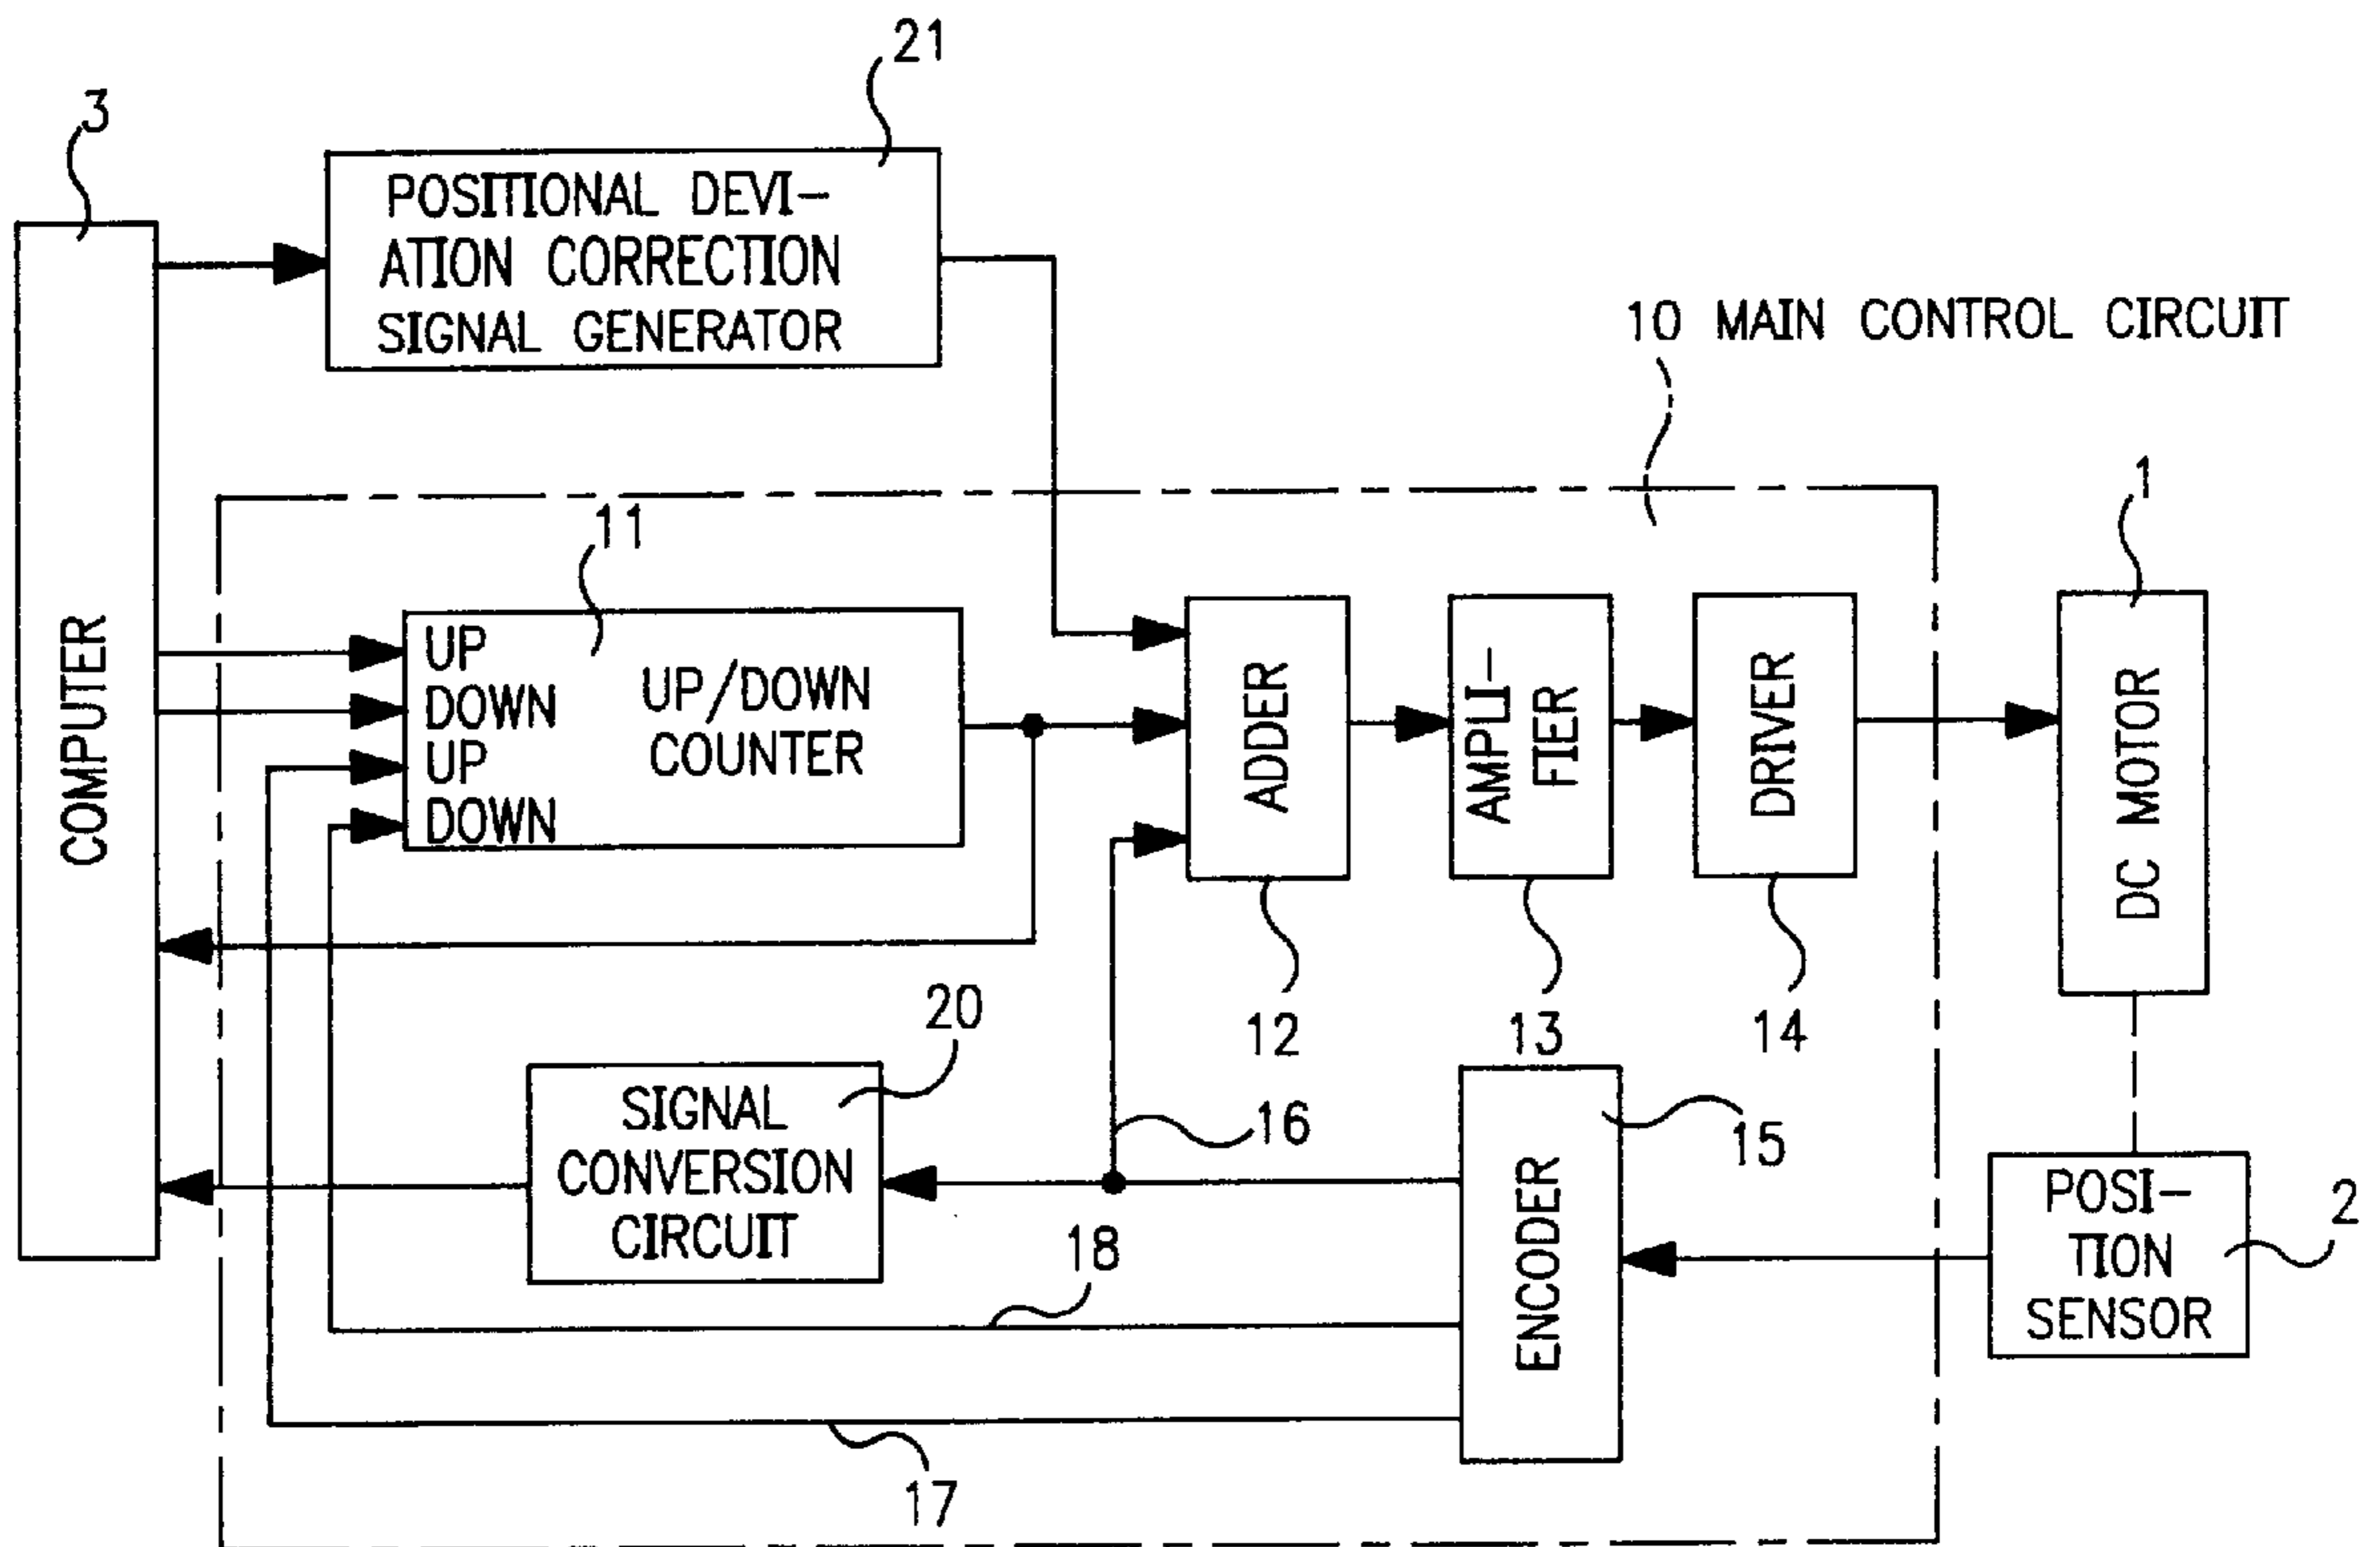 21
3
POSITIONAL DEVI-
ATION CORRECTION
SIGNAL GENERATOR
10 MAIN CONTROL CIRCUIT
11
1
COMPUTER
UP
DOWN
UP
DOWN
UP/DOWN
COUNTER
ADDER
AMPLI-
FIER
DRIVER
DC MOTOR
12
13
14
20
SIGNAL
CONVERSION
CIRCUIT
16
15
ENCODER
18
POSI-
TION
SENSOR
2
17